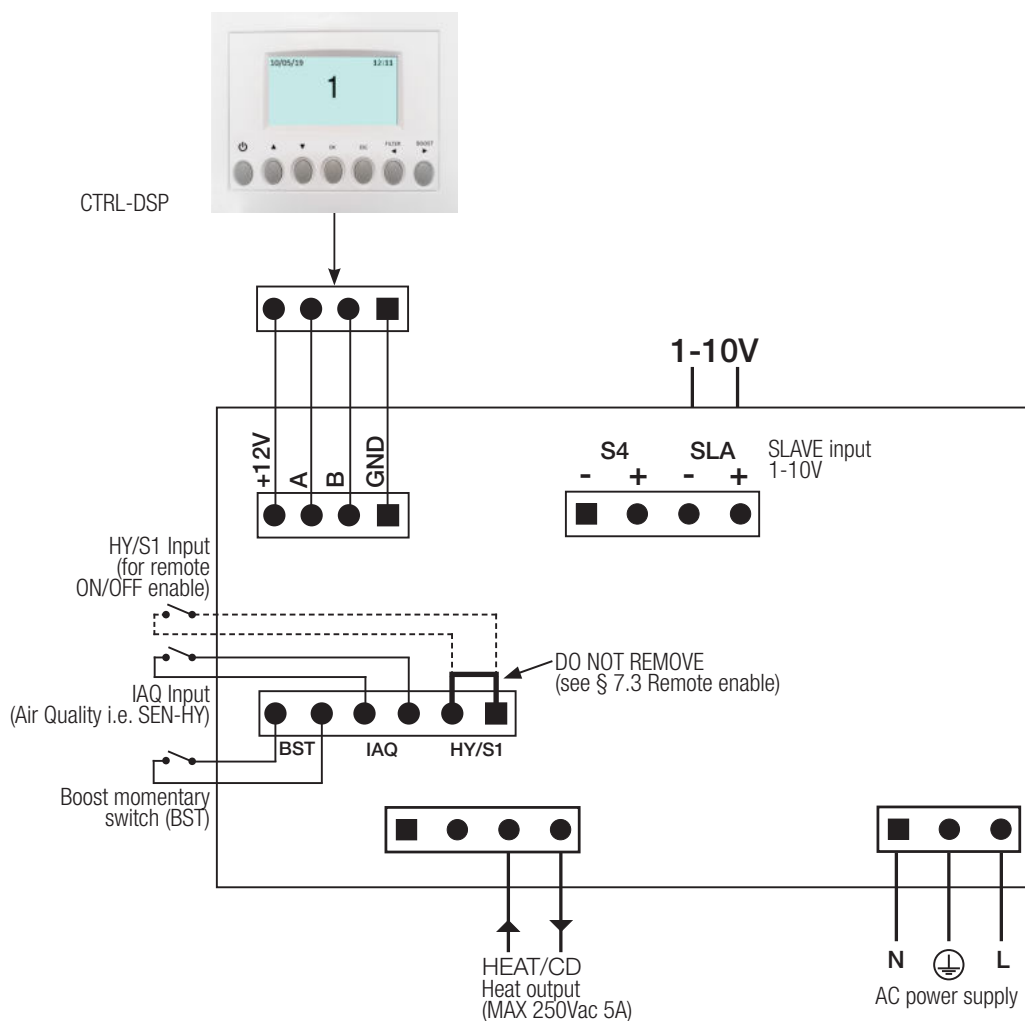 10/05/19 12:11
1
OK ESC FILTER BOOST
CTRL-DSP
1-10V
+12V
A
B
GND
S4 SLA
- + - +
SLAVE input
1-10V
HY/S1 Input
(for remote
ON/OFF enable)
DO NOT REMOVE
(see § 7.3 Remote enable)
IAQ Input
(Air Quality i.e. SEN-HY)
BST IAQ HY/S1
Boost momentary
switch (BST)
HEAT/CD
Heat output
(MAX 250Vac 5A)
N L
AC power supply